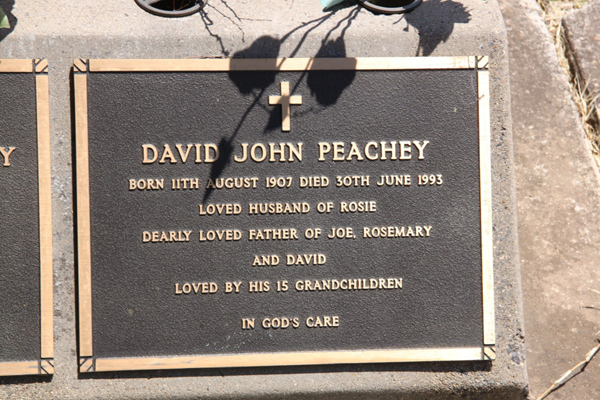 DAVID JOHN PEACHEY
BORN 11TH AUGUST 1907 DIED 30TH JUNE 1993
LOVED HUSBAND OF ROSIE
DEARLY LOVED FATHER OF JOE, ROSEMARY
AND DAVID
LOVED BY HIS 15 GRANDCHILDREN
IN GOD'S CARE